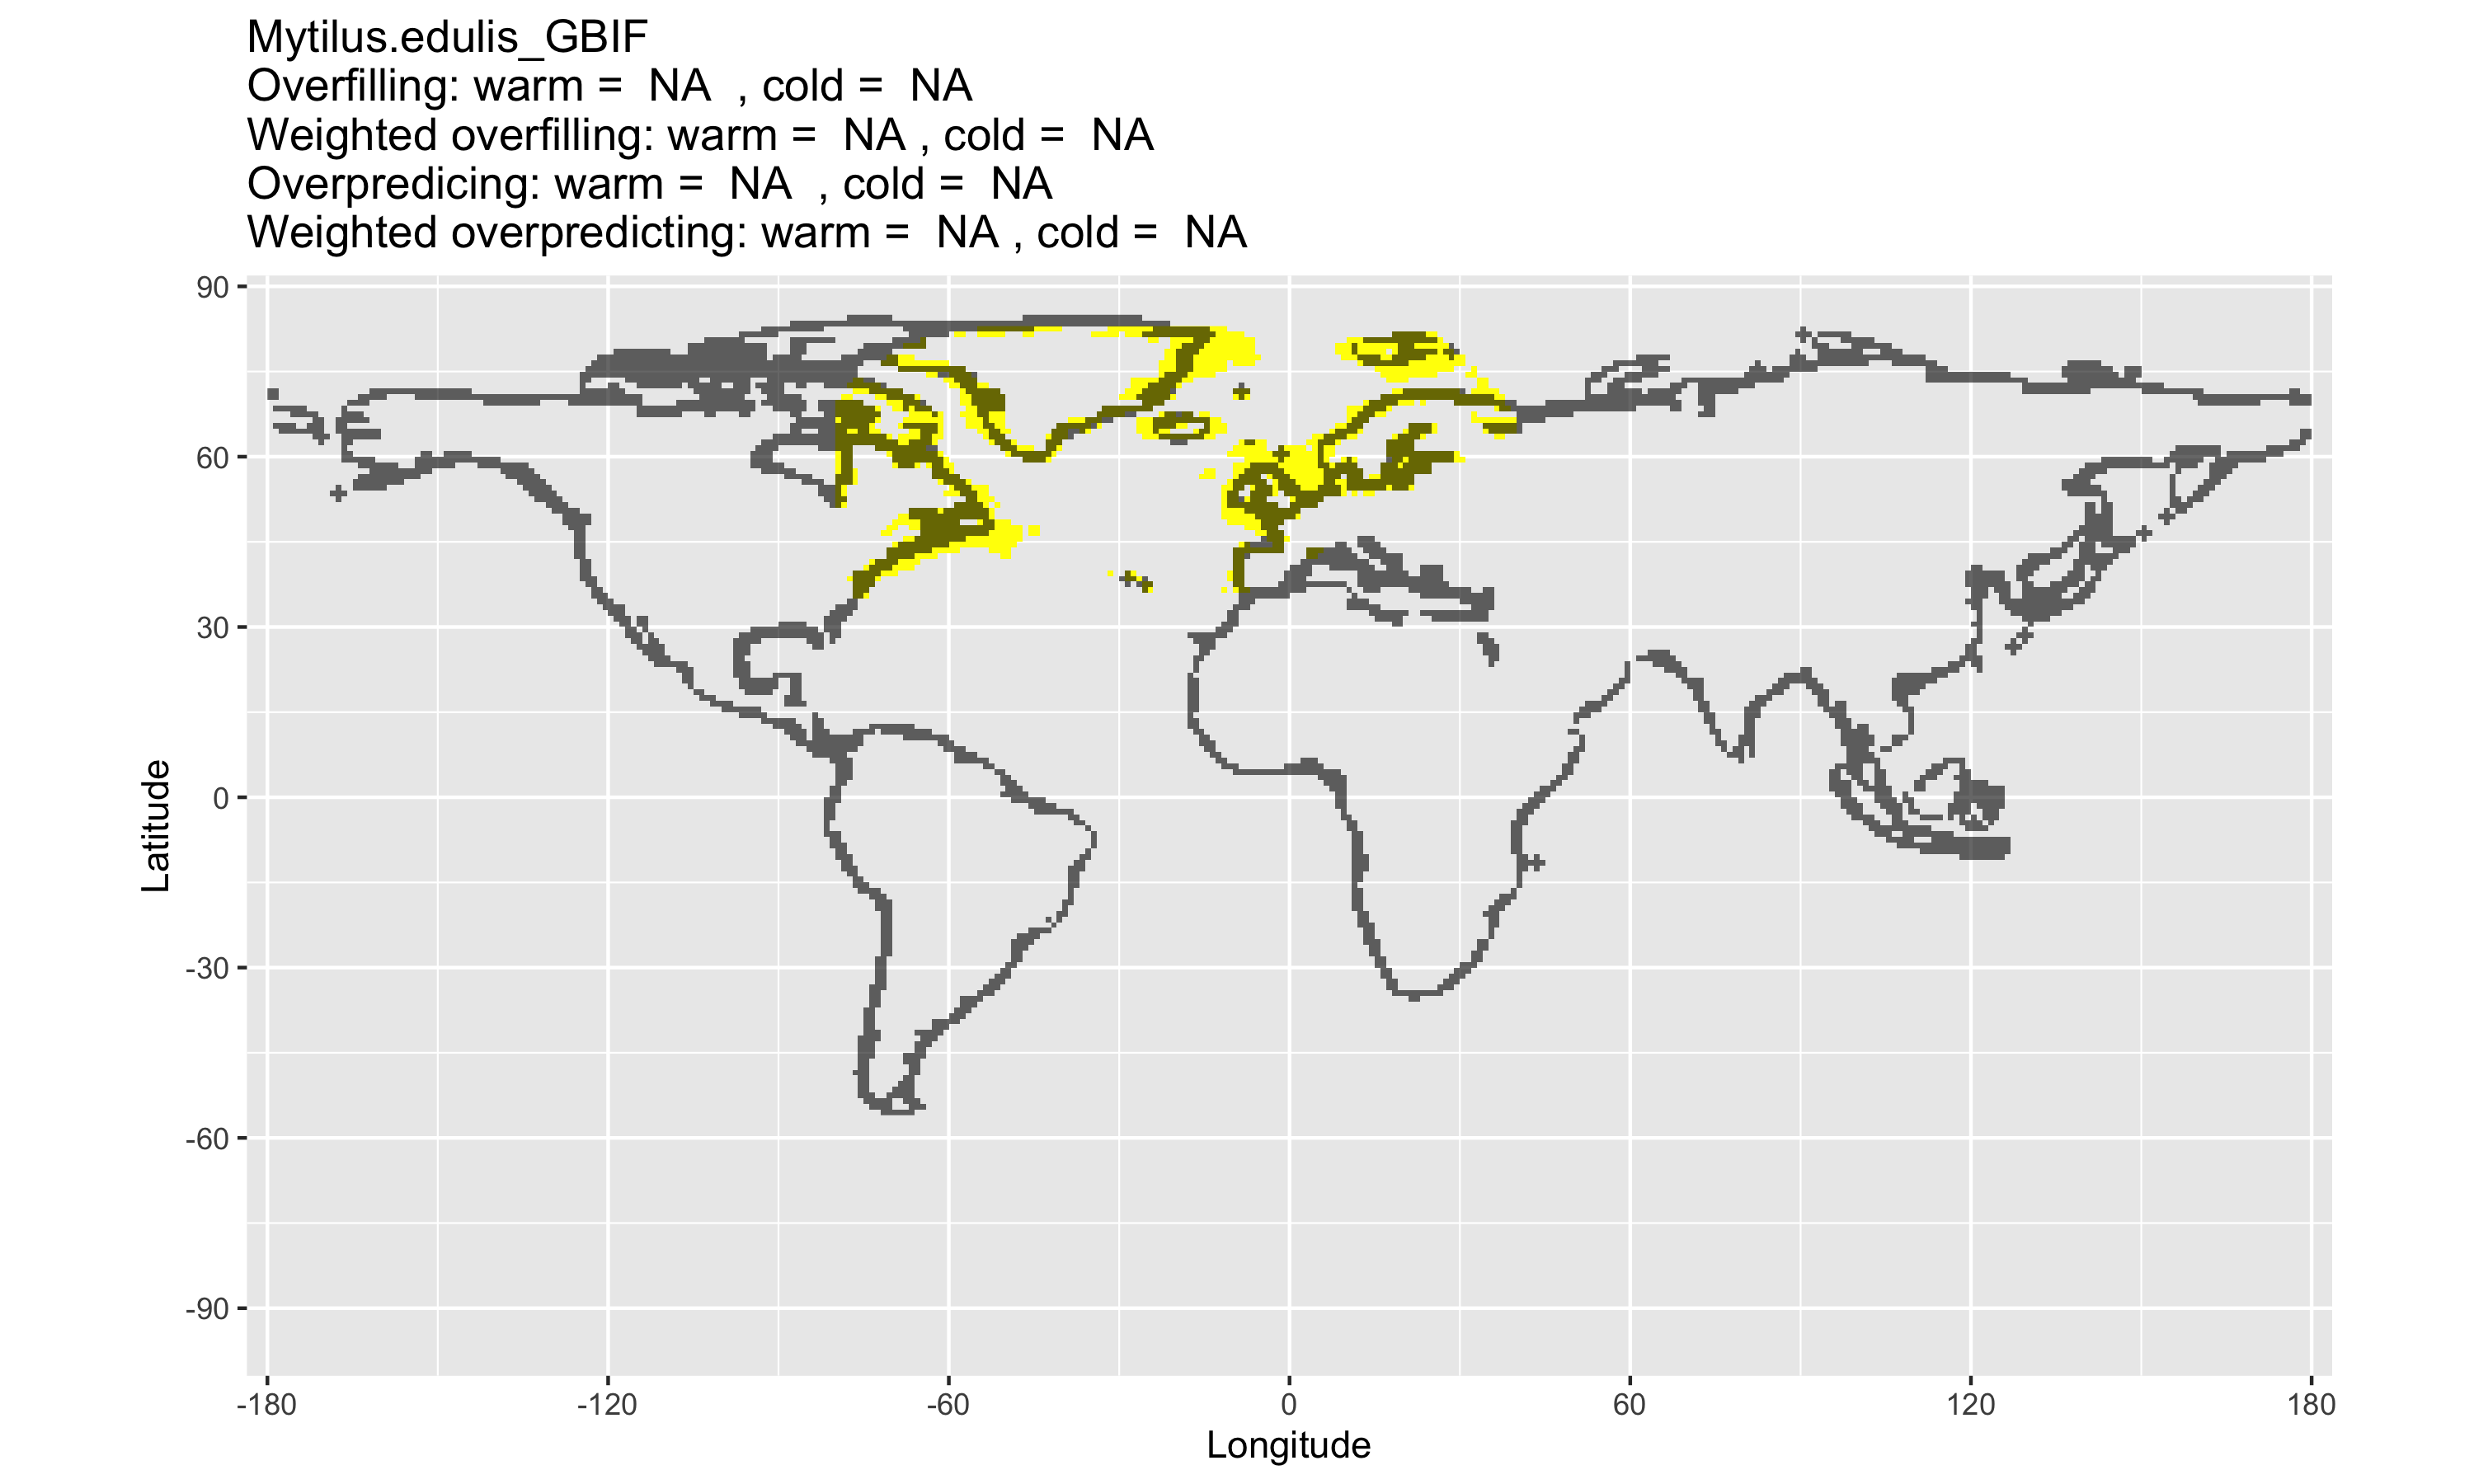 Mytilus.edulis_GBIF
Overfilling: warm =  NA  , cold =  NA
Weighted overfilling: warm =  NA , cold =  NA
Overpredicing: warm =  NA  , cold =  NA
Weighted overpredicting: warm =  NA , cold =  NA
90
60
30
0
-30
-60
-90
Latitude
-180 -120 -60 0 60 120 180
Longitude